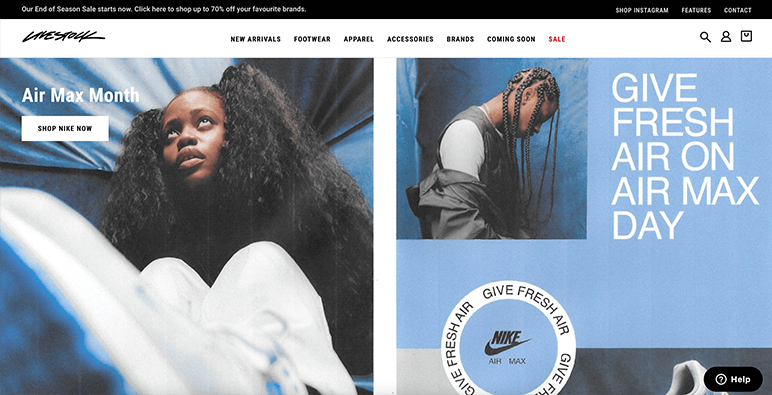 Our End of Season Sale starts now. Click here to shop up to 70% off your favourite brands.
SHOP INSTAGRAM FEATURES CONTACT
LIVESTOCK
NEW ARRIVALS FOOTWEAR APPAREL ACCESSORIES BRANDS COMING SOON SALE
Air Max Month
SHOP NIKE NOW
GIVE
FRESH
AIR ON
AIR MAX
DAY
GIVE FRESH AIR
GIVE FRESH AIR
GIVE
NIKE
AIR MAX
Help